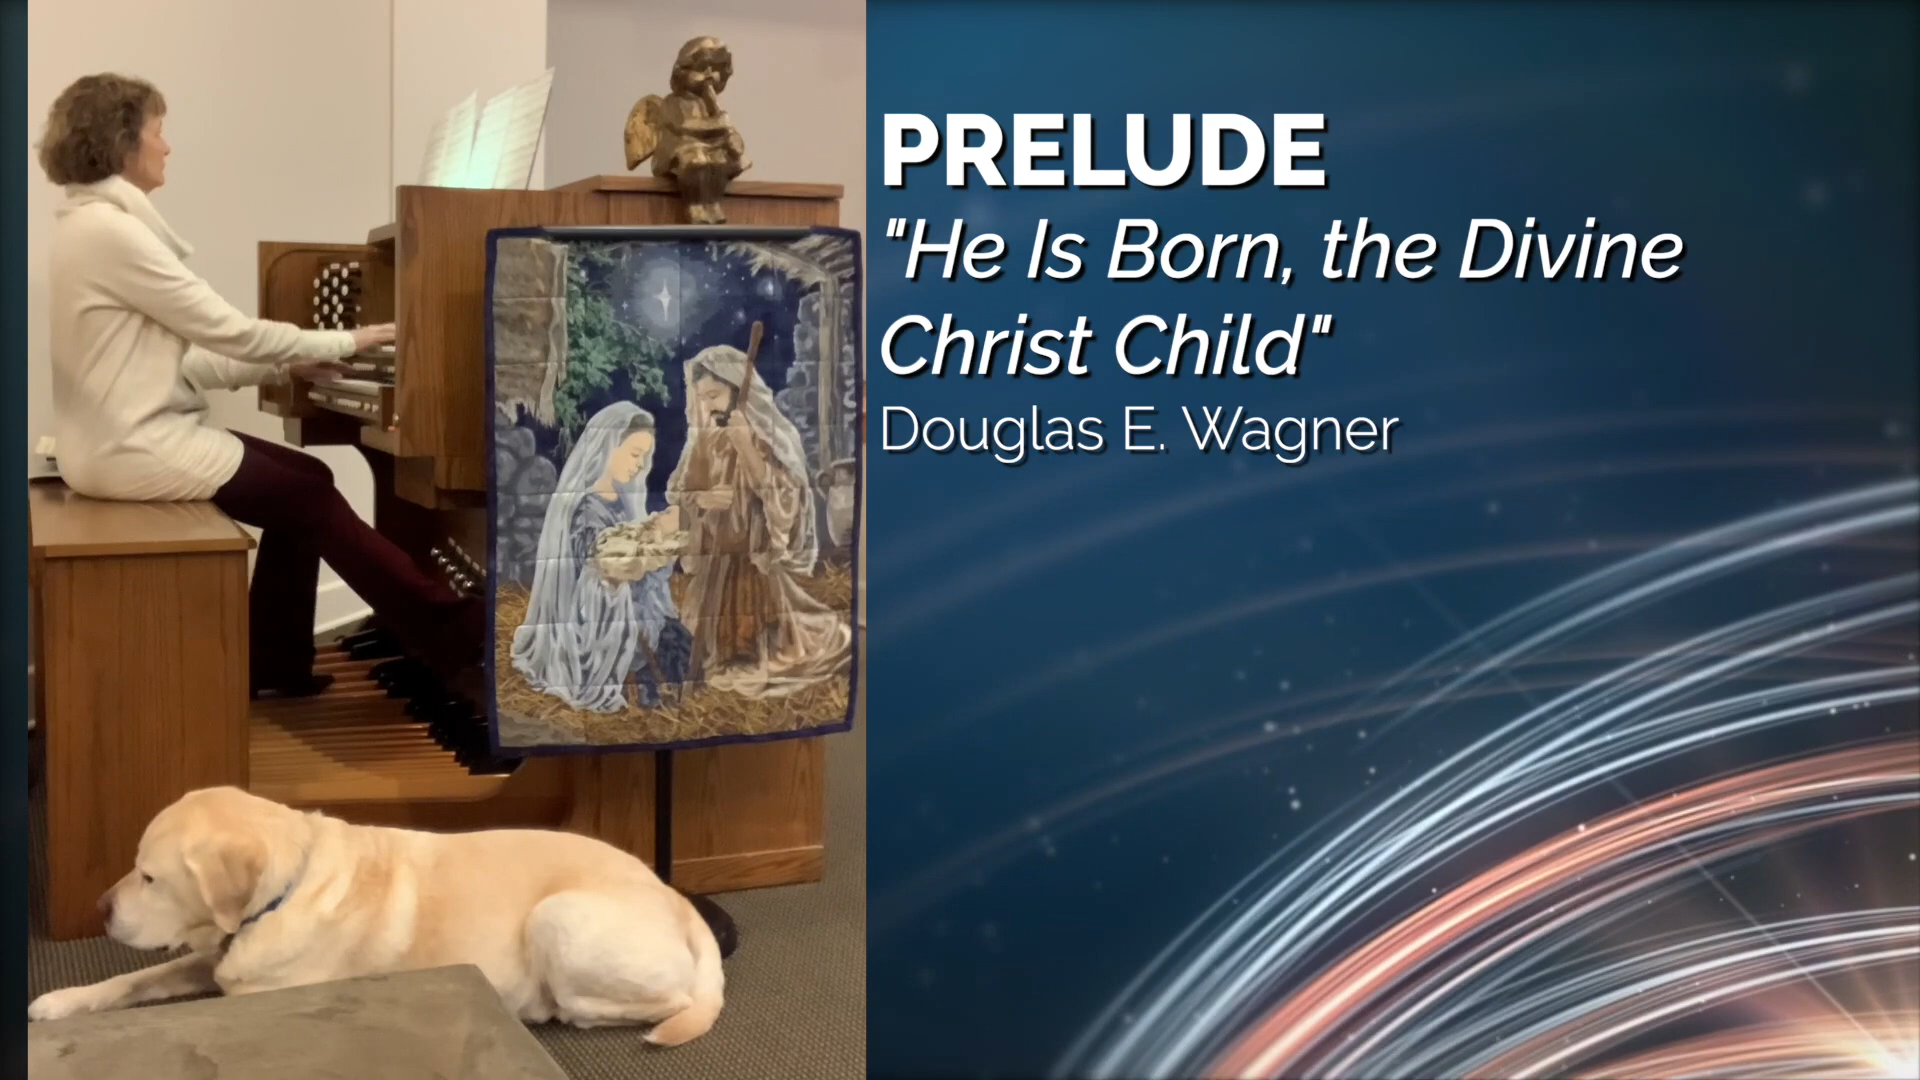 PRELUDE
"He Is Born, the Divine
Christ Child"
Douglas E. Wagner